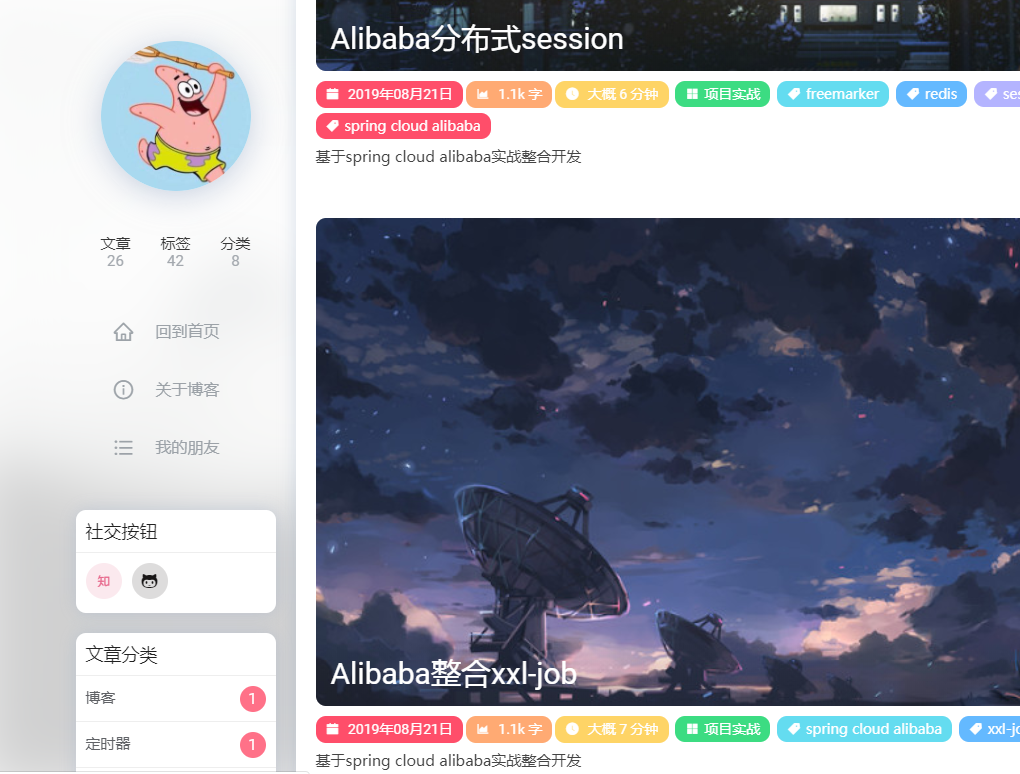 文章 标签 分类
26 42 8
回到首页
关于博客
我的朋友
社交按钮
知
文章分类
博客 1
定时器 1
Alibaba分布式session
2019年08月21日 1.1k 字 大概 6 分钟 项目实战 freemarker redis
spring cloud alibaba
基于spring cloud alibaba实战整合开发
Alibaba整合xxl-job
2019年08月21日 1.1k 字 大概 7 分钟 项目实战 spring cloud alibaba
基于spring cloud alibaba实战整合开发